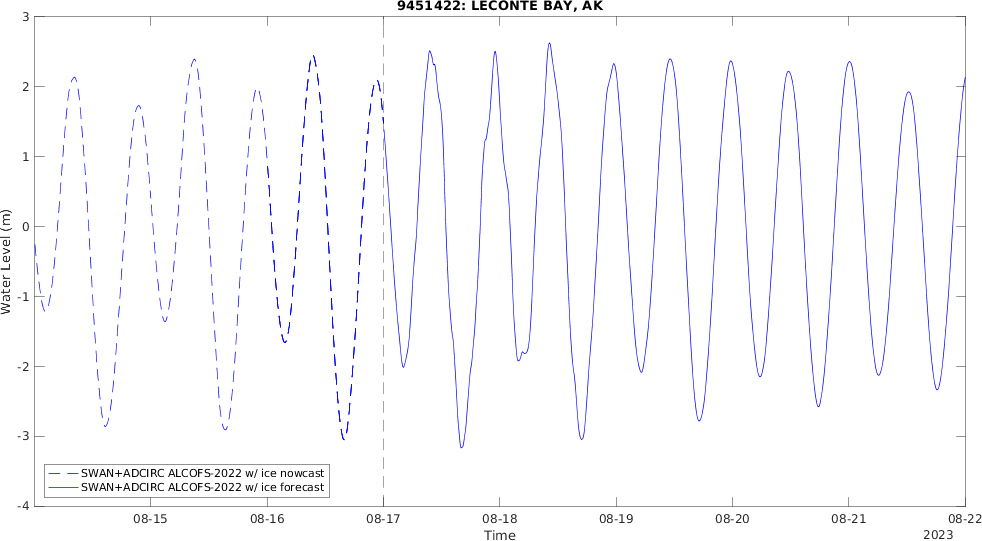 9451422: LECONTE BAY, AK
3
2
1
0
-1
-2
-3
-4
Water Level (m)
SWAN+ADCIRC ALCOFS-2022 w/ ice nowcast
SWAN+ADCIRC ALCOFS-2022 w/ ice forecast
08-15 08-16 08-17 08-18 08-19 08-20 08-21 08-22
Time
2023